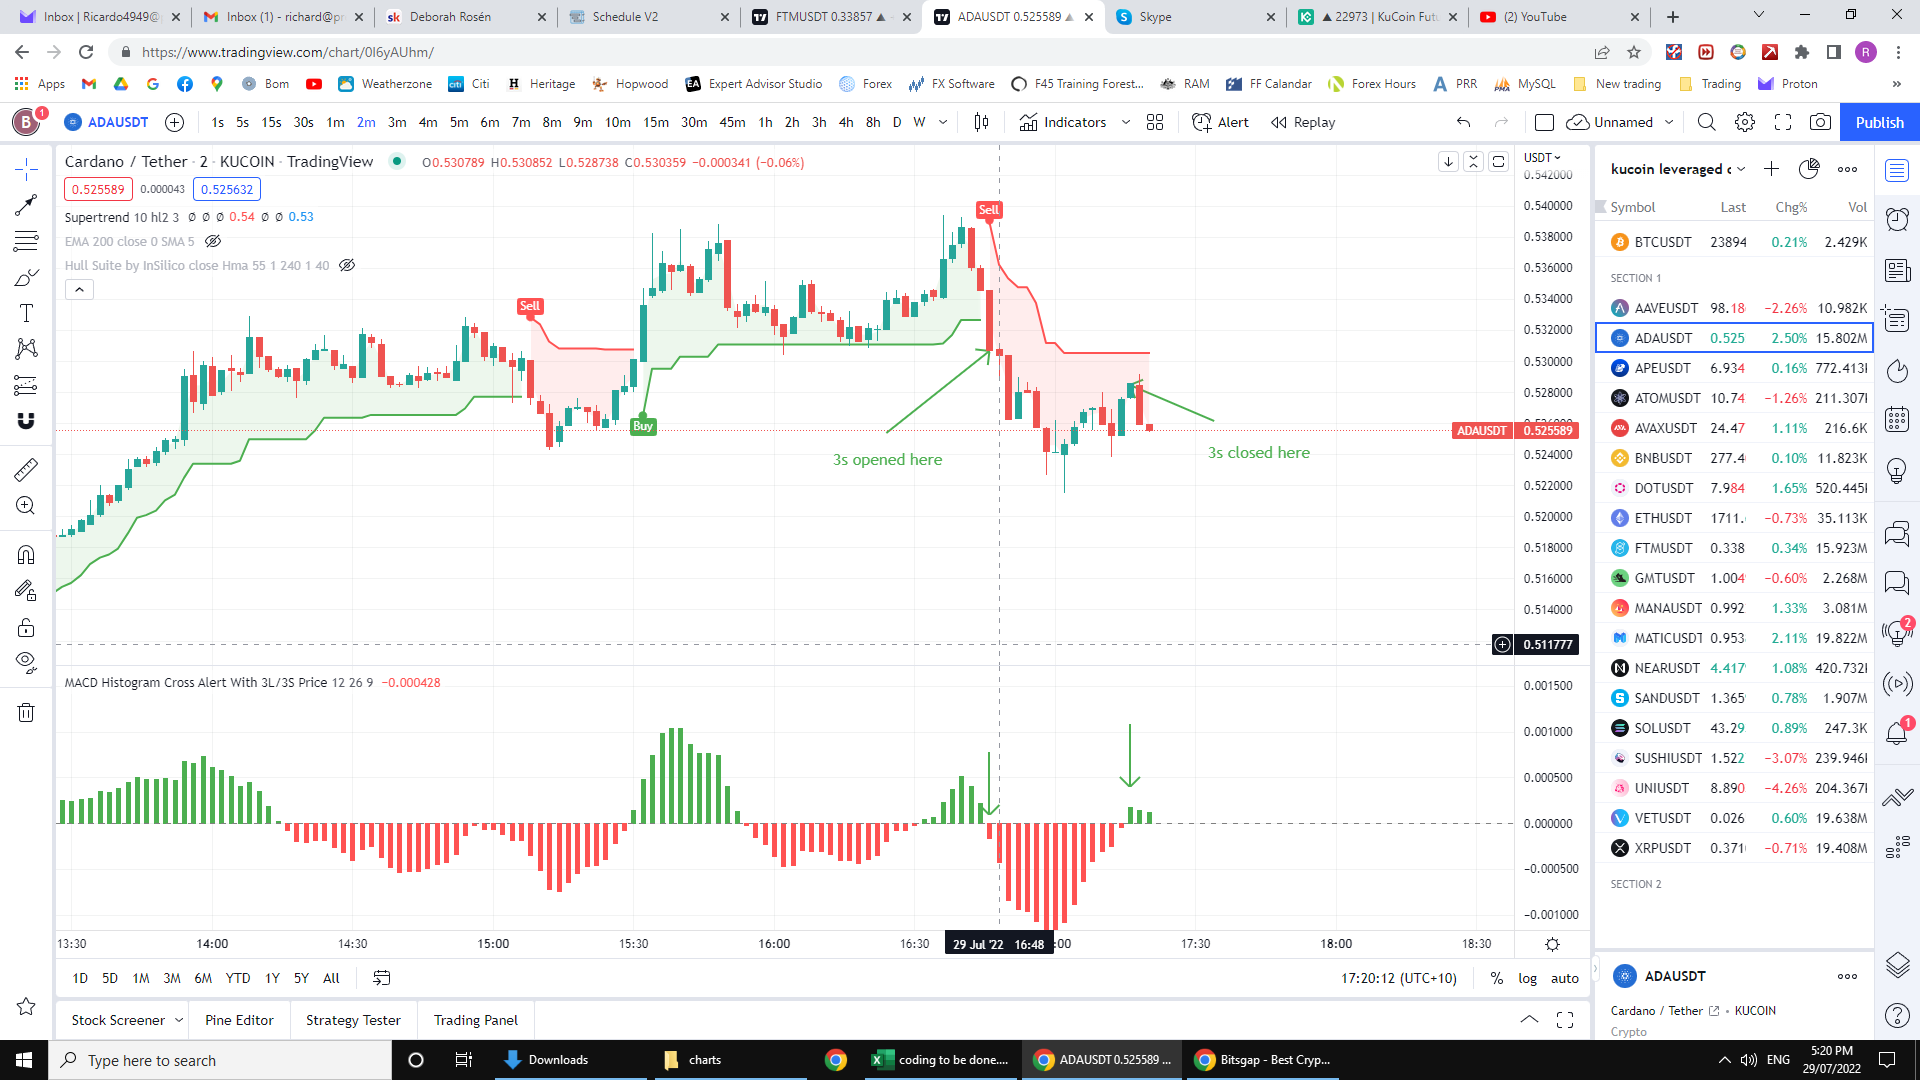 Inbox | Ricardo4949@
Inbox (1) - richard@pr
Deborah Rosén
Schedule V2
FTMUSDT 0.33857 ▲
ADAUSDT 0.525589 ▲
Skype
▲ 22973 | KuCoin Futu
(2) YouTube
https://www.tradingview.com/chart/0I6yAUhm/
Apps
Bom
Weatherzone
Citi
Heritage
Hopwood
Expert Advisor Studio
Forex
FX Software
F45 Training Forest...
RAM
FF Calandar
Forex Hours
PRR
MySQL
New trading
Trading
Proton
ADAUSDT
1s 5s 15s 30s 1m 2m 3m 4m 5m 6m 7m 8m 9m 10m 15m 30m 45m 1h 2h 3h 4h 8h D W
Indicators
Alert
Replay
Unnamed
Publish
Cardano / Tether · 2 · KUCOIN · TradingView
O0.530789 H0.530852 L0.528738 C0.530359 −0.000341 (−0.06%)
0.525589 0.000043 0.525632
Supertrend 10 hl2 3 Ø Ø Ø 0.54 Ø Ø 0.53
EMA 200 close 0 SMA 5
Hull Suite by InSilico close Hma 55 1 240 1 40
Sell
Buy
Sell
3s opened here
3s closed here
USDT
0.542000
0.540000
0.538000
0.536000
0.534000
0.532000
0.530000
0.528000
ADAUSDT 0.525589
0.524000
0.522000
0.520000
0.518000
0.516000
0.514000
0.511777
MACD Histogram Cross Alert With 3L/3S Price 12 26 9 −0.000428
0.001500
0.001000
0.000500
0.000000
−0.000500
−0.001000
13:30 14:00 14:30 15:00 15:30 16:00 16:30 29 Jul '22 16:48 :00 17:30 18:00 18:30
1D 5D 1M 3M 6M YTD 1Y 5Y All
17:20:12 (UTC+10)
% log auto
Stock Screener
Pine Editor
Strategy Tester
Trading Panel
kucoin leveraged c
Symbol Last Chg% Vol
BTCUSDT 23894 0.21% 2.429K
SECTION 1
AAVEUSDT 98.18 −2.26% 10.982K
ADAUSDT 0.525 2.50% 15.802M
APEUSDT 6.934 0.16% 772.413K
ATOMUSDT 10.74 −1.26% 211.307K
AVAXUSDT 24.47 1.11% 216.6K
BNBUSDT 277.4 0.10% 11.823K
DOTUSDT 7.984 1.65% 520.445K
ETHUSDT 1711. −0.73% 35.113K
FTMUSDT 0.338 0.34% 15.923M
GMTUSDT 1.004 −0.60% 2.268M
MANAUSDT 0.992 1.33% 3.081M
MATICUSDT 0.953 2.11% 19.822M
NEARUSDT 4.417 1.08% 420.732K
SANDUSDT 1.365 0.78% 1.907M
SOLUSDT 43.29 0.89% 247.3K
SUSHIUSDT 1.522 −3.07% 239.946K
UNIUSDT 8.890 −4.26% 204.367K
VETUSDT 0.026 0.60% 19.638M
XRPUSDT 0.371 −0.71% 19.408M
SECTION 2
ADAUSDT
Cardano / Tether • KUCOIN
Crypto
Type here to search
Downloads
charts
coding to be done....
ADAUSDT 0.525589 ...
Bitsgap - Best Cryp...
ENG
5:20 PM
29/07/2022